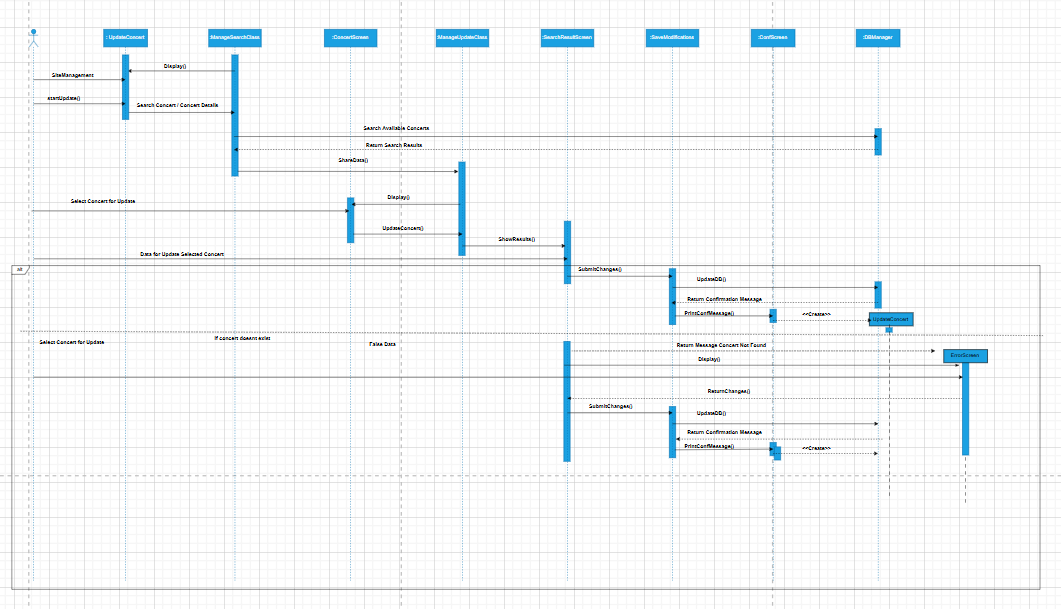 : UpdateConcert
:ManageSearchClass
:ConcertScreen
:ManageUpdateClass
:SearchResultScreen
:SaveModifications
:ConfScreen
:DBManager
Display()
SiteManagement
startUpdate()
Search Concert / Concert Details
Search Available Concerts
Return Search Results
ShareData()
Select Concert for Update
Display()
UpdateConcert()
ShowResults()
Data for Update Selected Concert
alt
SubmitChanges()
UpdateDB()
Return Confirmation Message
PrintConfMessage()
<<Create>>
UpdateConcert
If concert doesnt exist
Select Concert for Update
False Data
Return Message Concert Not Found
ErrorScreen
Display()
ReturnChanges()
SubmitChanges()
UpdateDB()
Return Confirmation Message
PrintConfMessage()
<<Create>>